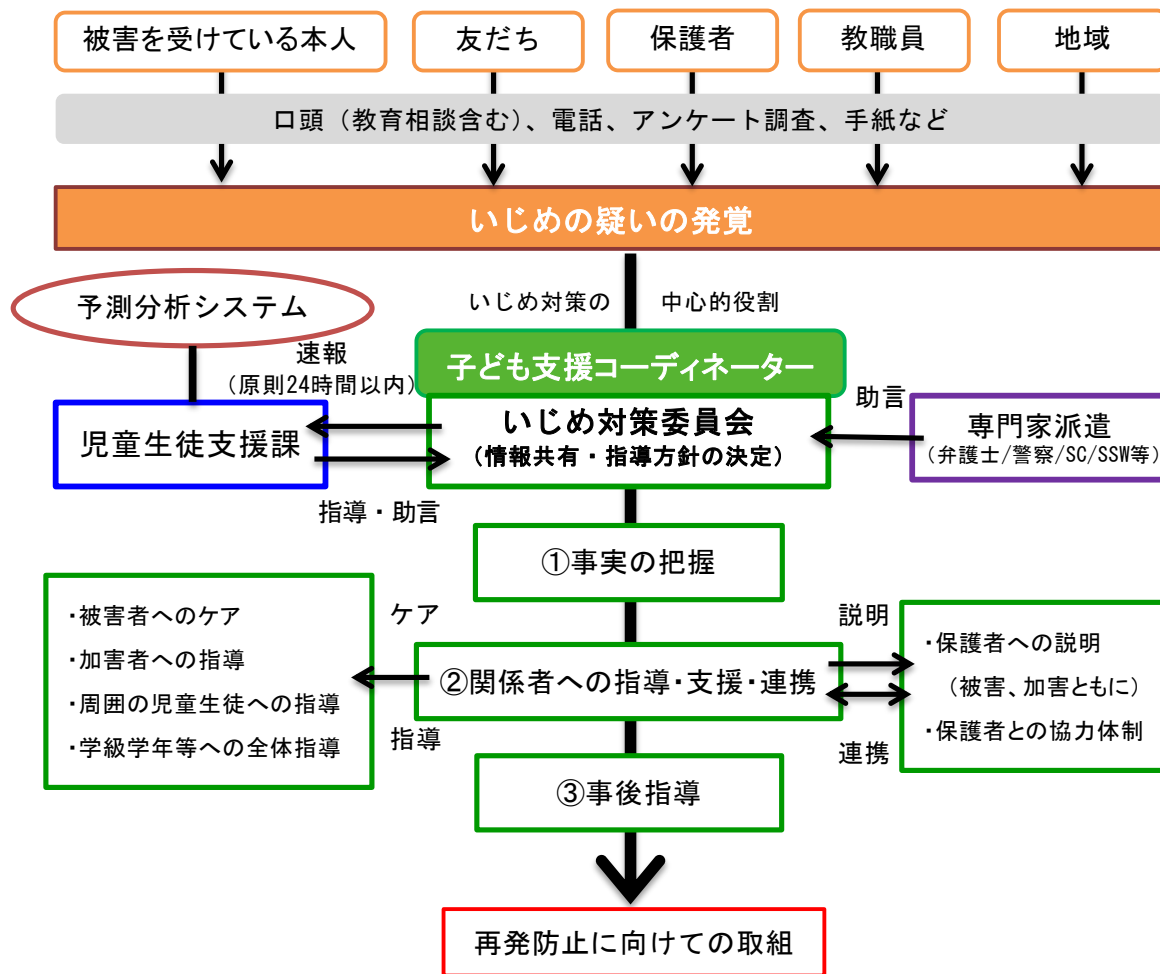 被害を受けている本人
友だち
保護者
教職員
地域
口頭（教育相談含む）、電話、アンケート調査、手紙など
いじめの疑いの発覚
予測分析システム
いじめ対策の
中心的役割
速報
（原則24時間以内）
子ども支援コーディネーター
児童生徒支援課
いじめ対策委員会
（情報共有・指導方針の決定）
助言
専門家派遣
（弁護士/警察/SC/SSW等）
指導・助言
①事実の把握
・被害者へのケア
・加害者への指導
・周囲の児童生徒への指導
・学級学年等への全体指導
ケア
指導
②関係者への指導・支援・連携
説明
連携
・保護者への説明
（被害、加害ともに）
・保護者との協力体制
③事後指導
再発防止に向けての取組